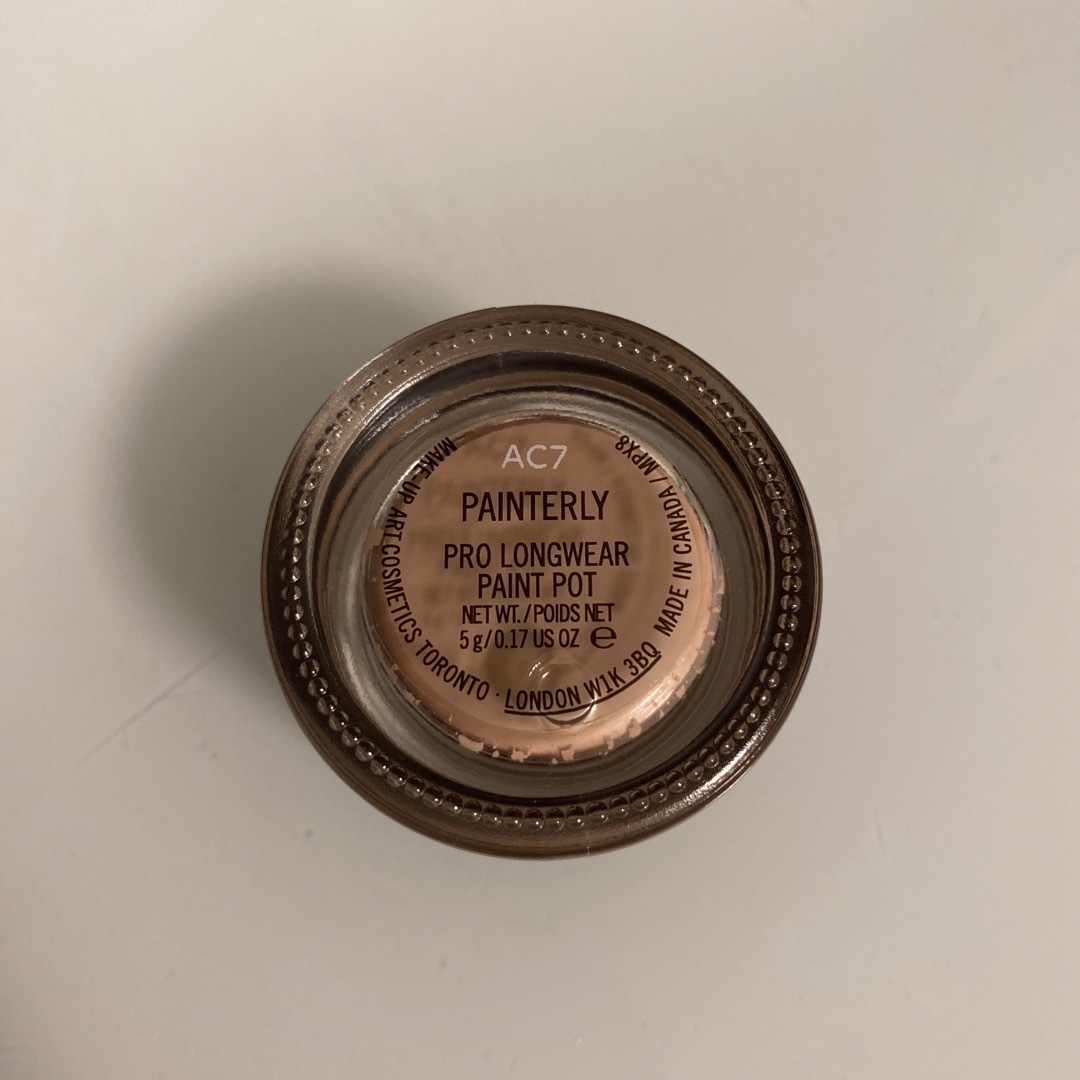 AC7
PAINTERLY
PRO LONGWEAR
PAINT POT
NET WT./POIDS NET
5 g/0.17 US OZ ℮
MAKE-UP ART COSMETICS TORONTO · LONDON W1K 3BQ MADE IN CANADA / MPX8